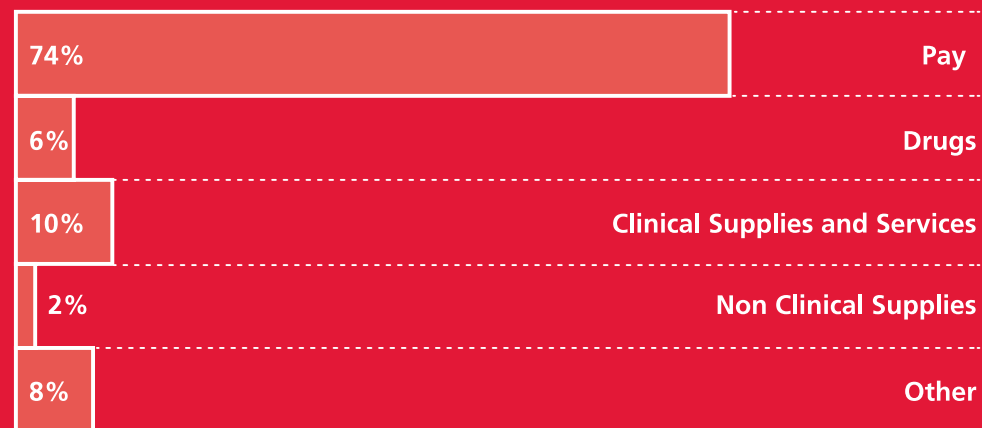 74% Pay
6% Drugs
10% Clinical Supplies and Services
2% Non Clinical Supplies
8% Other